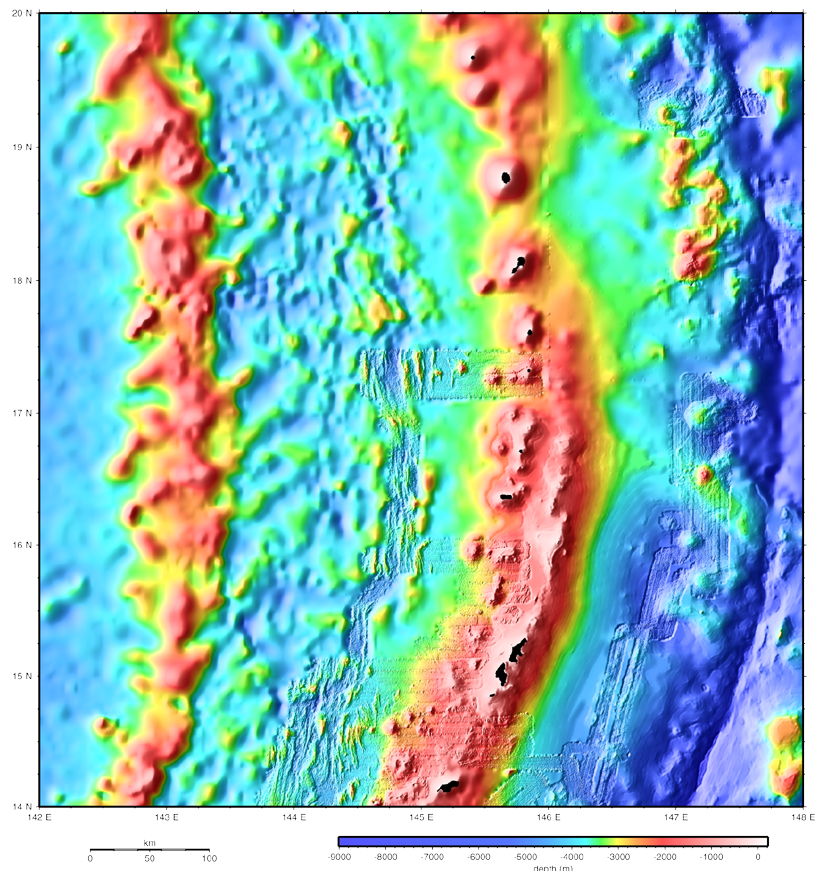 20 N
19 N
18 N
17 N
16 N
15 N
14 N
142 E 143 E 144 E 145 E 146 E 147 E 148 E
km
0 50 100
-9000 -8000 -7000 -6000 -5000 -4000 -3000 -2000 -1000 0
depth (m)